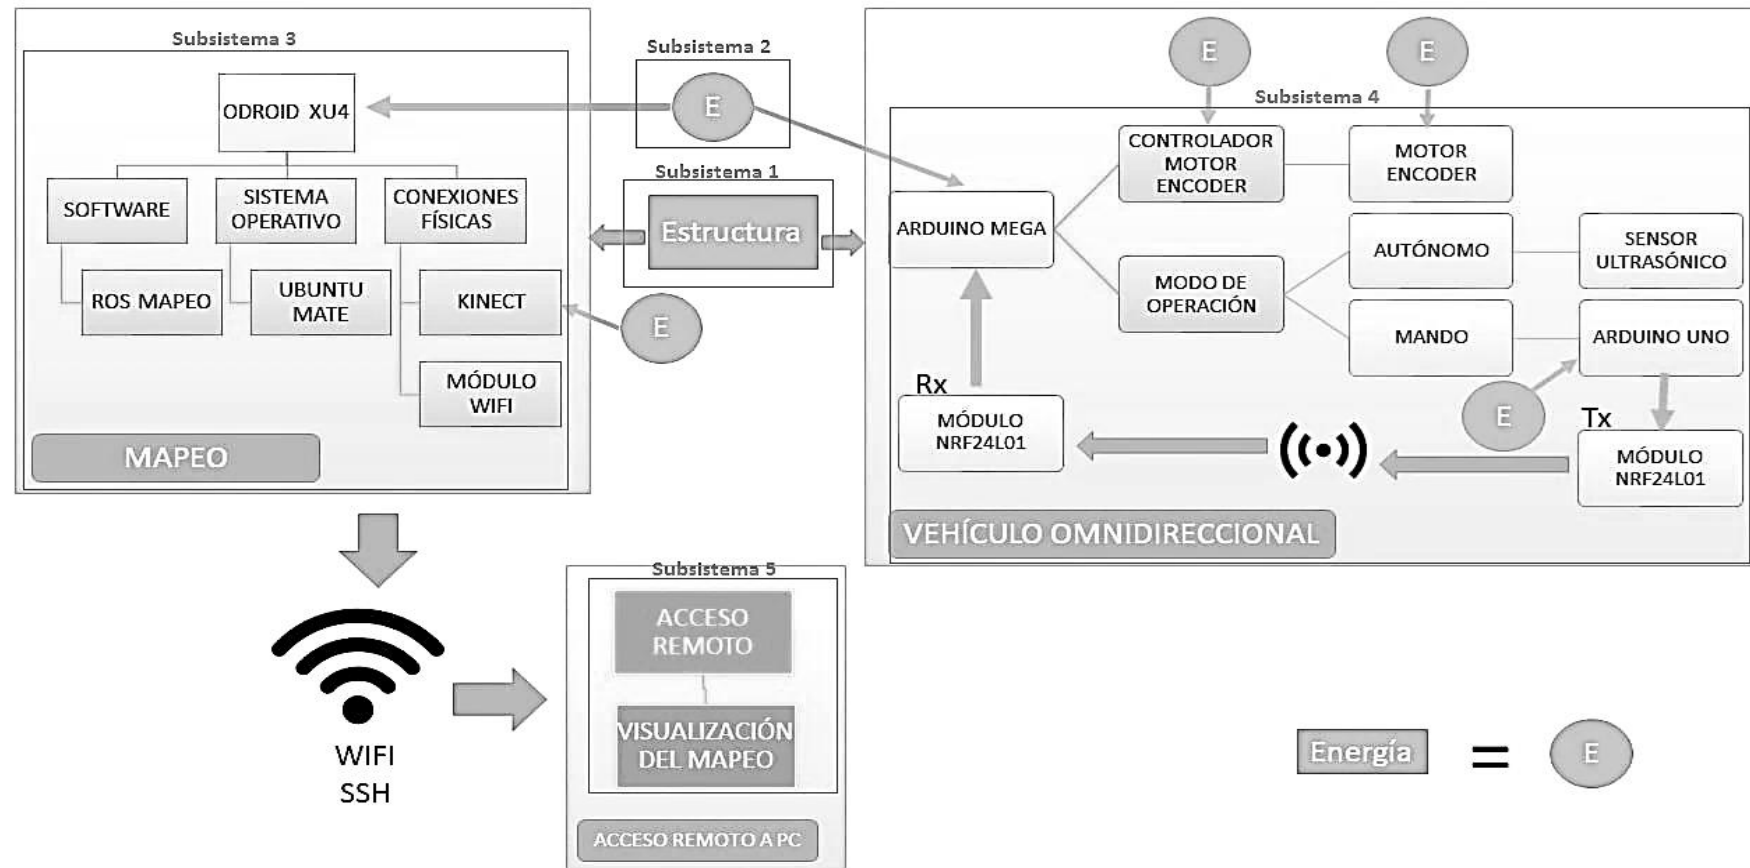 Subsistema 3
ODROID XU4
SOFTWARE
SISTEMA
OPERATIVO
CONEXIONES
FÍSICAS
ROS MAPEO
UBUNTU
MATE
KINECT
MÓDULO
WIFI
MAPEO
Subsistema 2
E
Subsistema 1
Estructura
E
E
E
Subsistema 4
CONTROLADOR
MOTOR
ENCODER
MOTOR
ENCODER
ARDUINO MEGA
MODO DE
OPERACIÓN
AUTÓNOMO
SENSOR
ULTRASÓNICO
MANDO
ARDUINO UNO
E
Rx
MÓDULO
NRF24L01
Tx
MÓDULO
NRF24L01
VEHÍCULO OMNIDIRECCIONAL
WIFI
SSH
Subsistema 5
ACCESO
REMOTO
VISUALIZACIÓN
DEL MAPEO
ACCESO REMOTO A PC
Energía = E